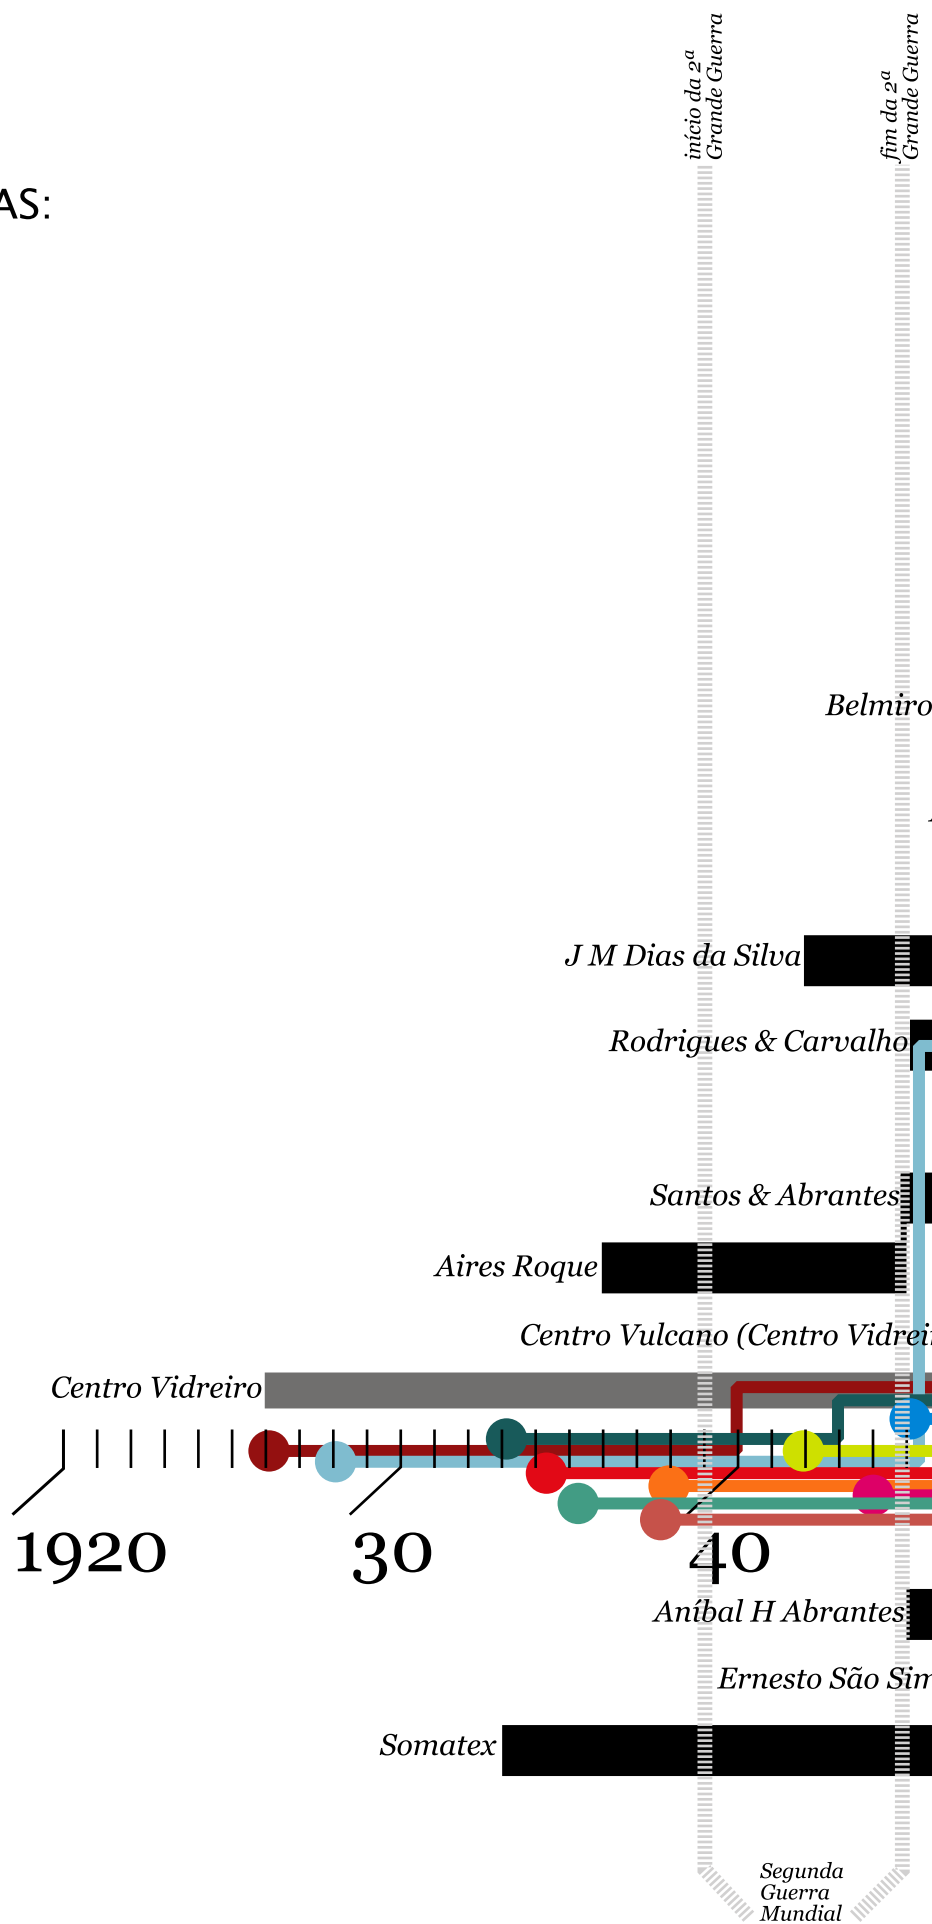 início da 2ª
Grande Guerra
fim da 2ª
Grande Guerra
AS:
Belmiro
J M Dias da Silva
Rodrigues & Carvalho
Santos & Abrantes
Aires Roque
Centro Vulcano (Centro Vidrei
Centro Vidreiro
1920
30
40
Aníbal H Abrantes
Ernesto São Sim
Somatex
Segunda
Guerra
Mundial